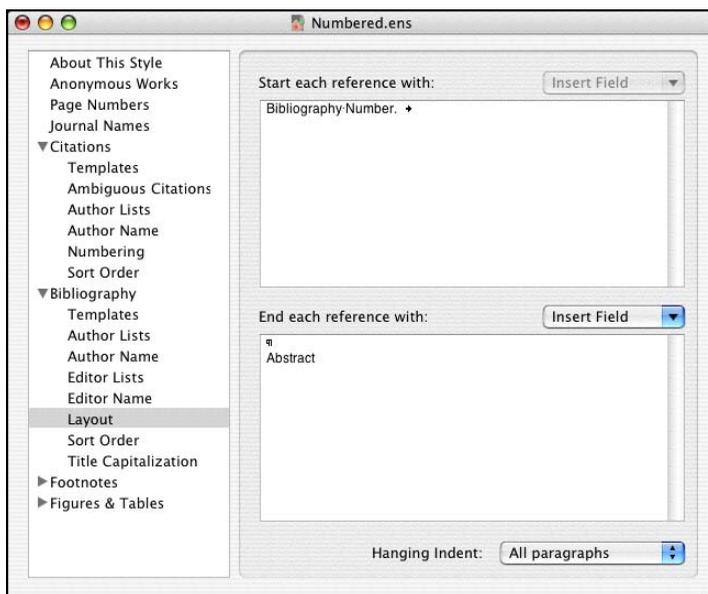 Numbered.ens
About This Style
Anonymous Works
Page Numbers
Journal Names
Citations
Templates
Ambiguous Citations
Author Lists
Author Name
Numbering
Sort Order
Bibliography
Templates
Author Lists
Author Name
Editor Lists
Editor Name
Layout
Sort Order
Title Capitalization
Footnotes
Figures & Tables
Start each reference with: Insert Field
Bibliography·Number. →
End each reference with: Insert Field
¶
Abstract
Hanging Indent: All paragraphs